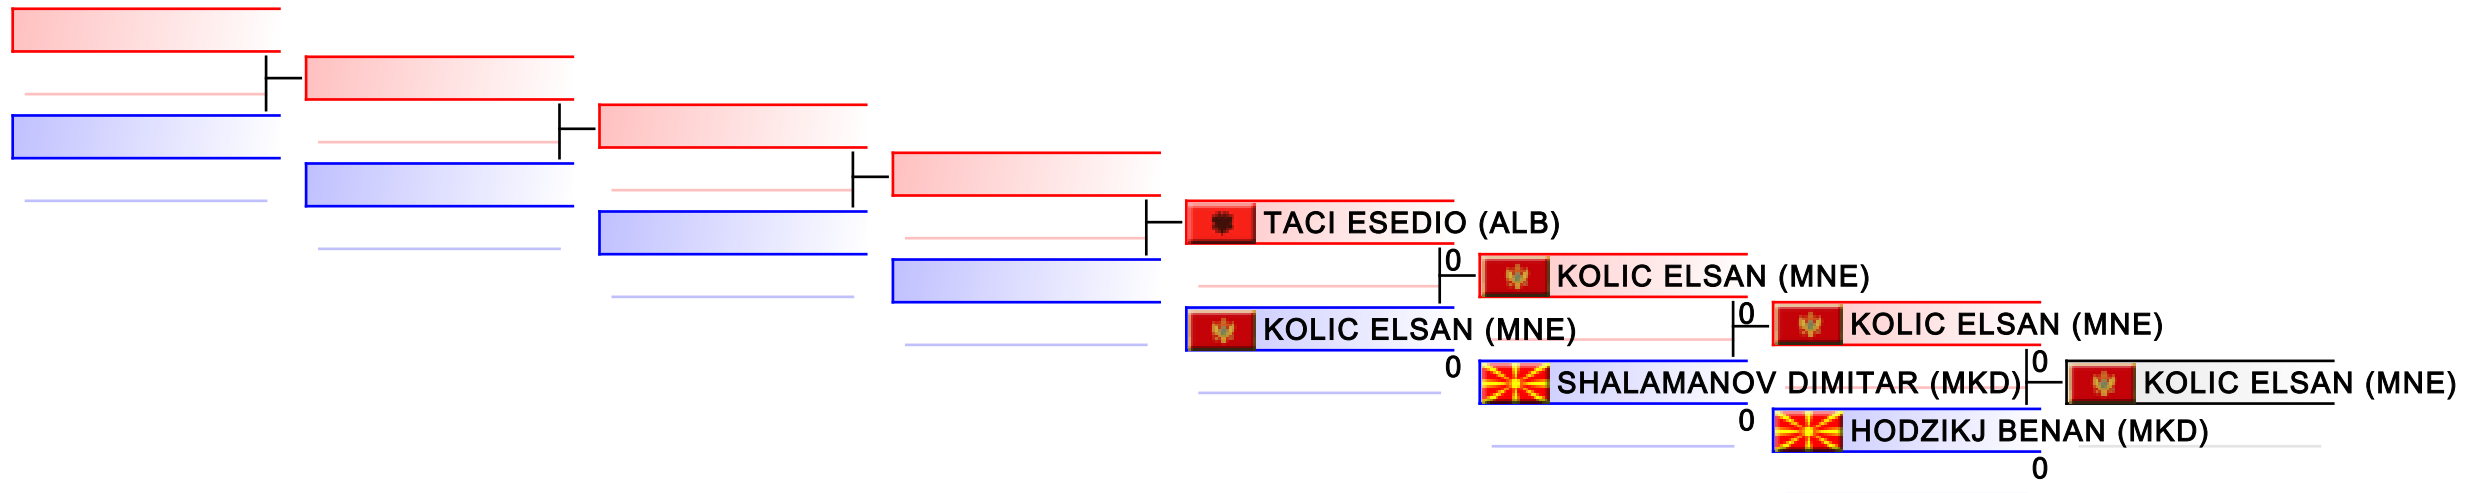 TACI ESEDIO (ALB)
0
KOLIC ELSAN (MNE)
0
KOLIC ELSAN (MNE)
0
SHALAMANOV DIMITAR (MKD)
0
KOLIC ELSAN (MNE)
0
HODZIKJ BENAN (MKD)
0
KOLIC ELSAN (MNE)